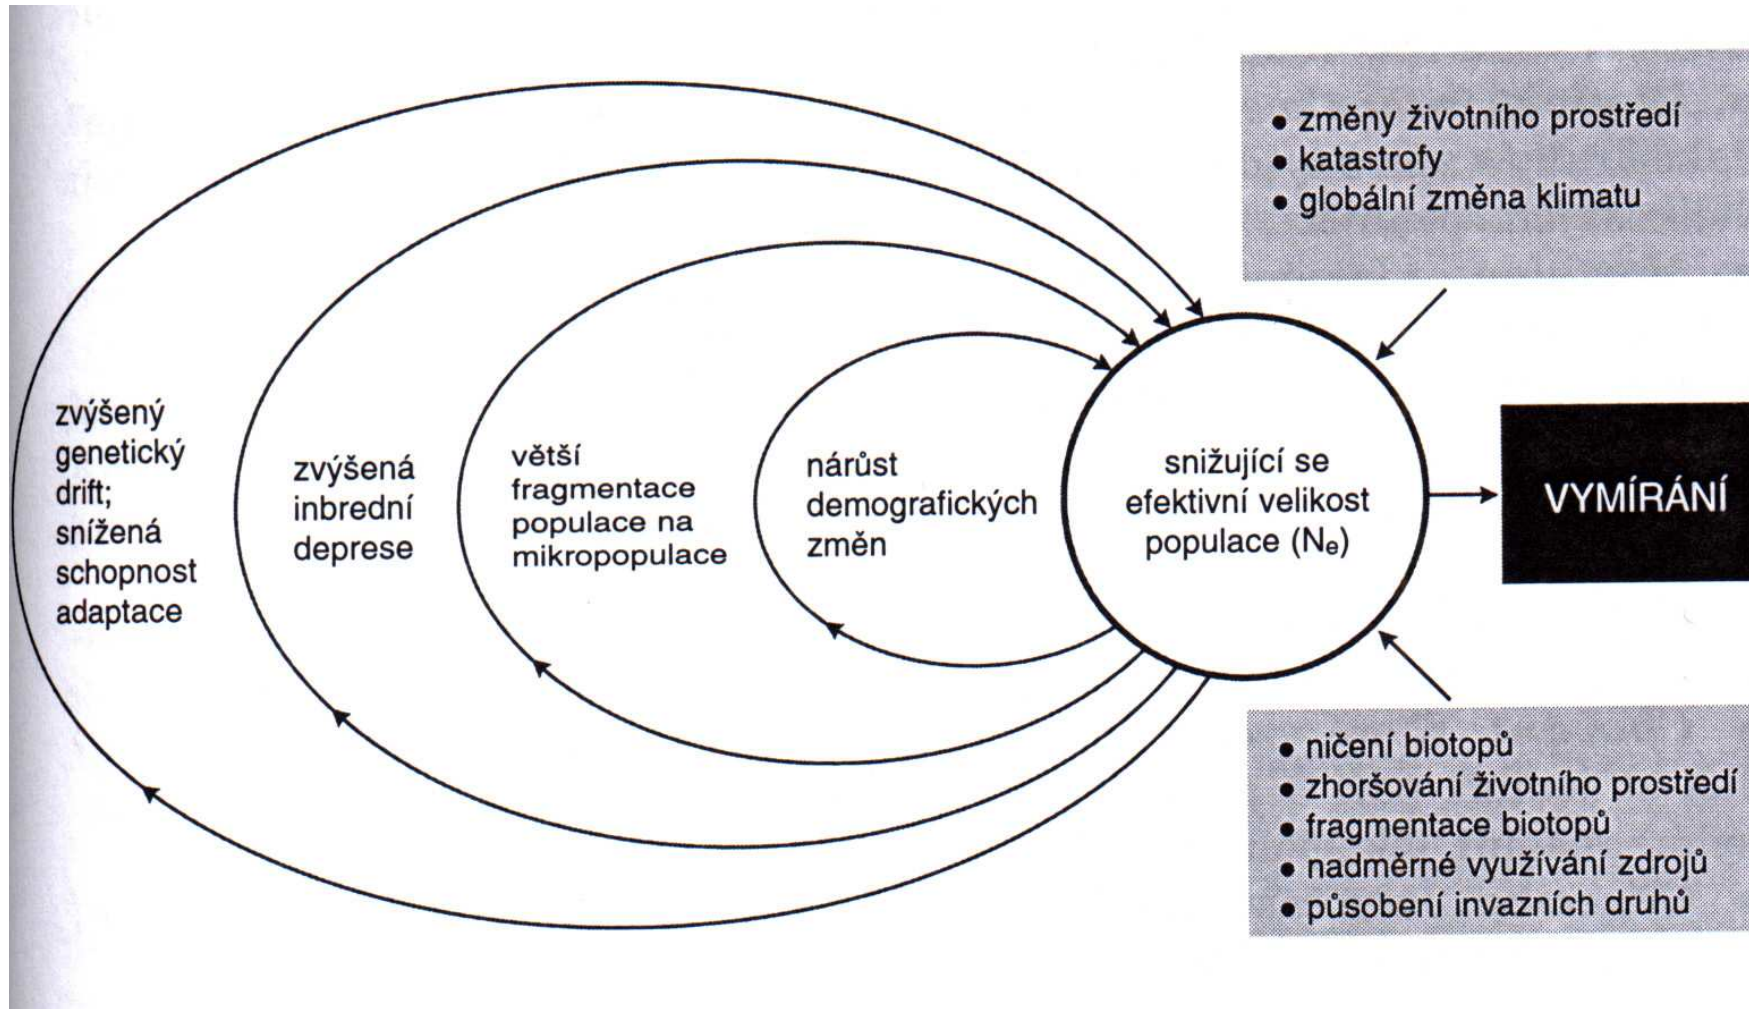 zvýšený
genetický
drift;
snížená
schopnost
adaptace
zvýšená
inbrední
deprese
větší
fragmentace
populace na
mikropopulace
nárůst
demografických
změn
snižující se
efektivní velikost
populace (Nₑ)
• změny životního prostředí
• katastrofy
• globální změna klimatu
VYMÍRÁNÍ
• ničení biotopů
• zhoršování životního prostředí
• fragmentace biotopů
• nadměrné využívání zdrojů
• působení invazních druhů